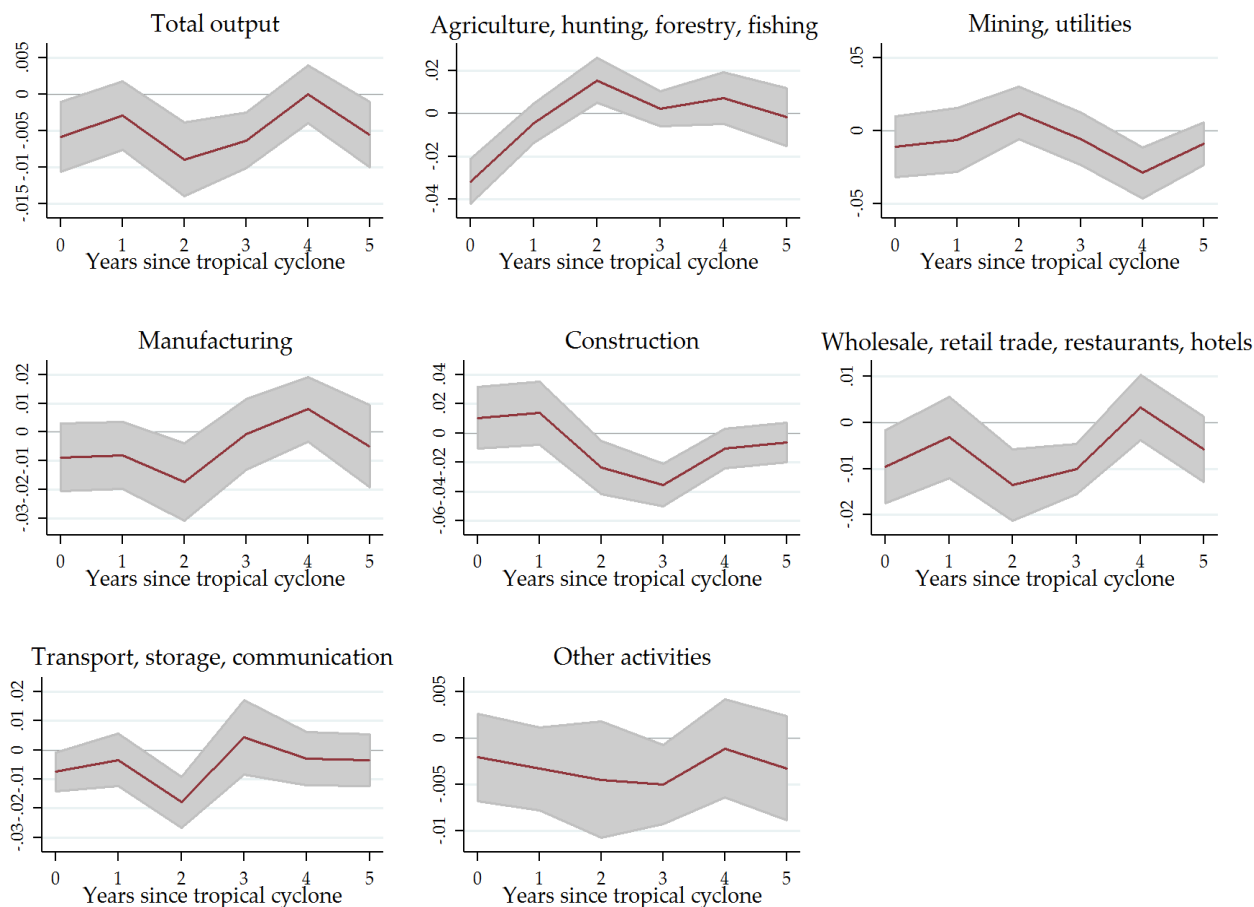 Total output
.005
0
-.005
-.01
-.015
0 1 2 3 4 5
Years since tropical cyclone
Agriculture, hunting, forestry, fishing
.02
0
-.02
-.04
0 1 2 3 4 5
Years since tropical cyclone
Mining, utilities
.05
0
-.05
0 1 2 3 4 5
Years since tropical cyclone
Manufacturing
.02
.01
0
-.01
-.02
-.03
0 1 2 3 4 5
Years since tropical cyclone
Construction
.04
.02
0
-.02
-.04
-.06
0 1 2 3 4 5
Years since tropical cyclone
Wholesale, retail trade, restaurants, hotels
.01
0
-.01
-.02
0 1 2 3 4 5
Years since tropical cyclone
Transport, storage, communication
.02
.01
0
-.01
-.02
-.03
0 1 2 3 4 5
Years since tropical cyclone
Other activities
.005
0
-.005
-.01
0 1 2 3 4 5
Years since tropical cyclone